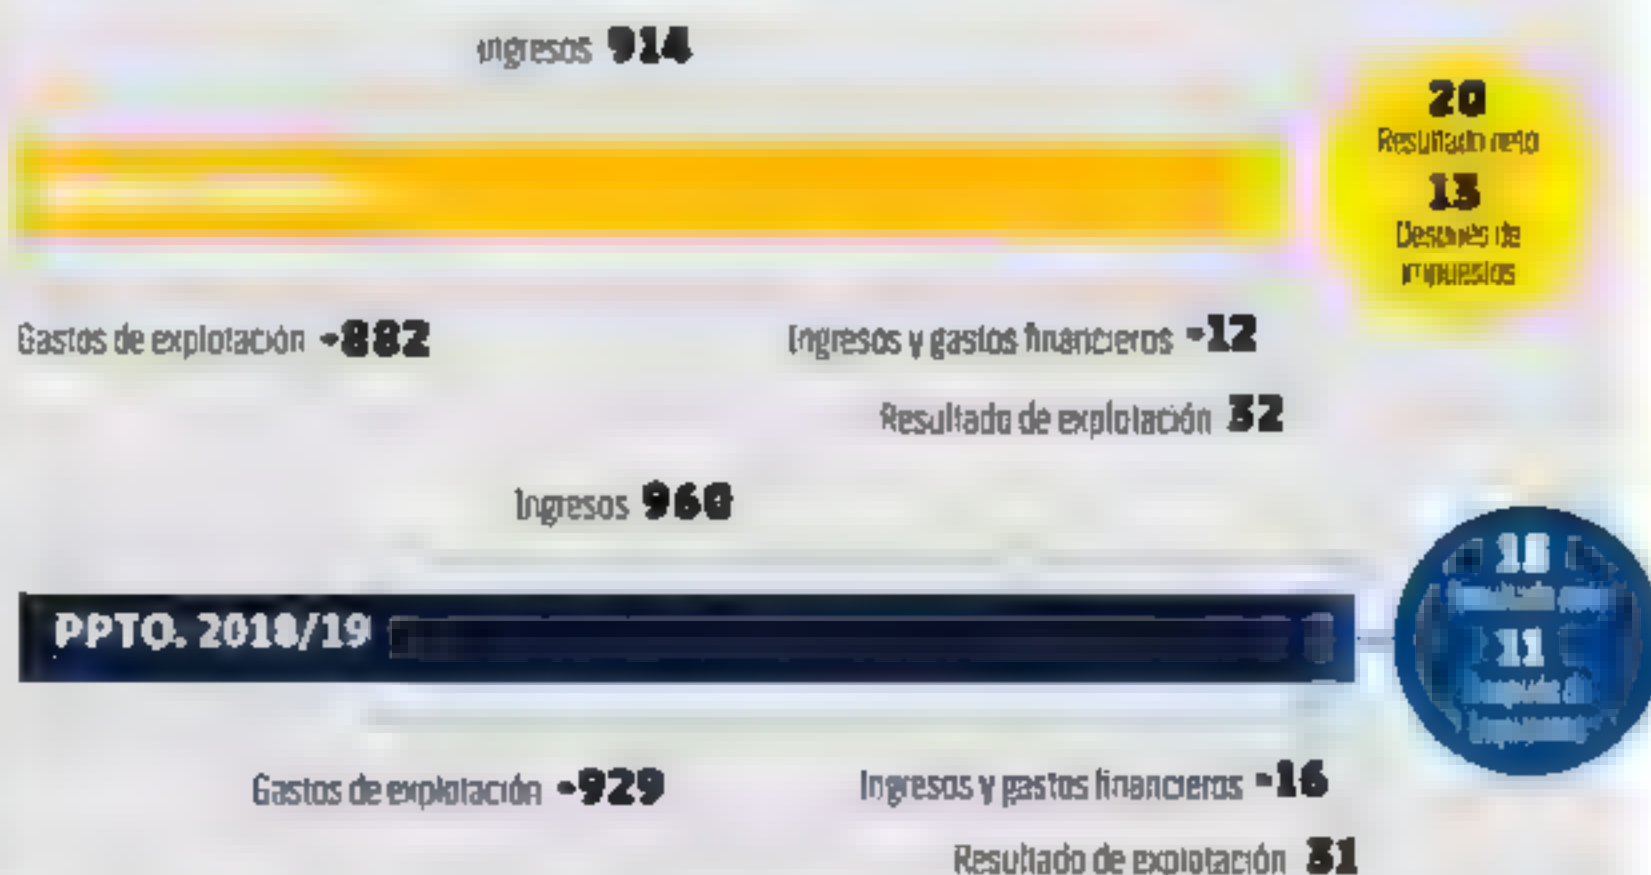 Ingresos 914
20
Resultado neto
13
Después de
impuestos
Gastos de explotación -882
Ingresos y gastos financieros -12
Resultado de explotación 32
Ingresos 960
PPTO. 2018/19
11
Gastos de explotación -929
Ingresos y gastos financieros -16
Resultado de explotación 31